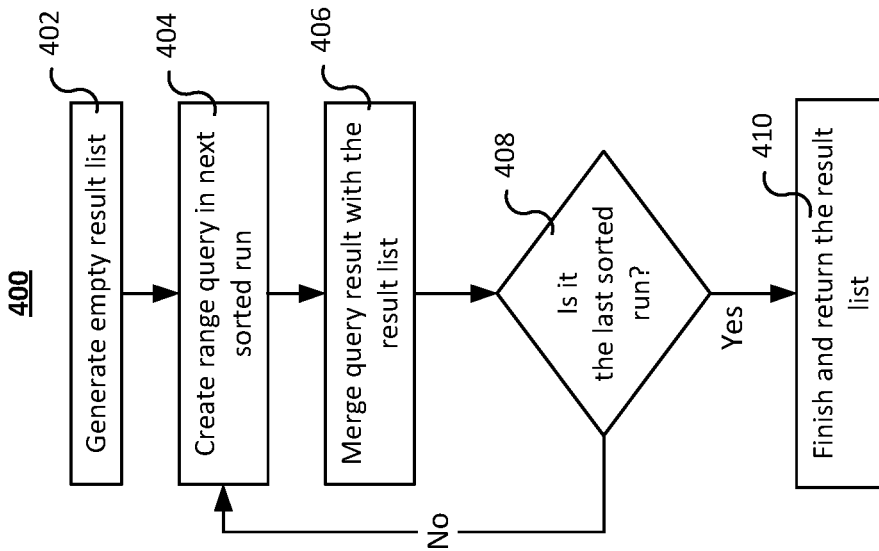 400
402
Generate empty result list
404
Create range query in next
sorted run
406
Merge query result with the
result list
408
Is it
the last sorted
run?
No
Yes
410
Finish and return the result
list